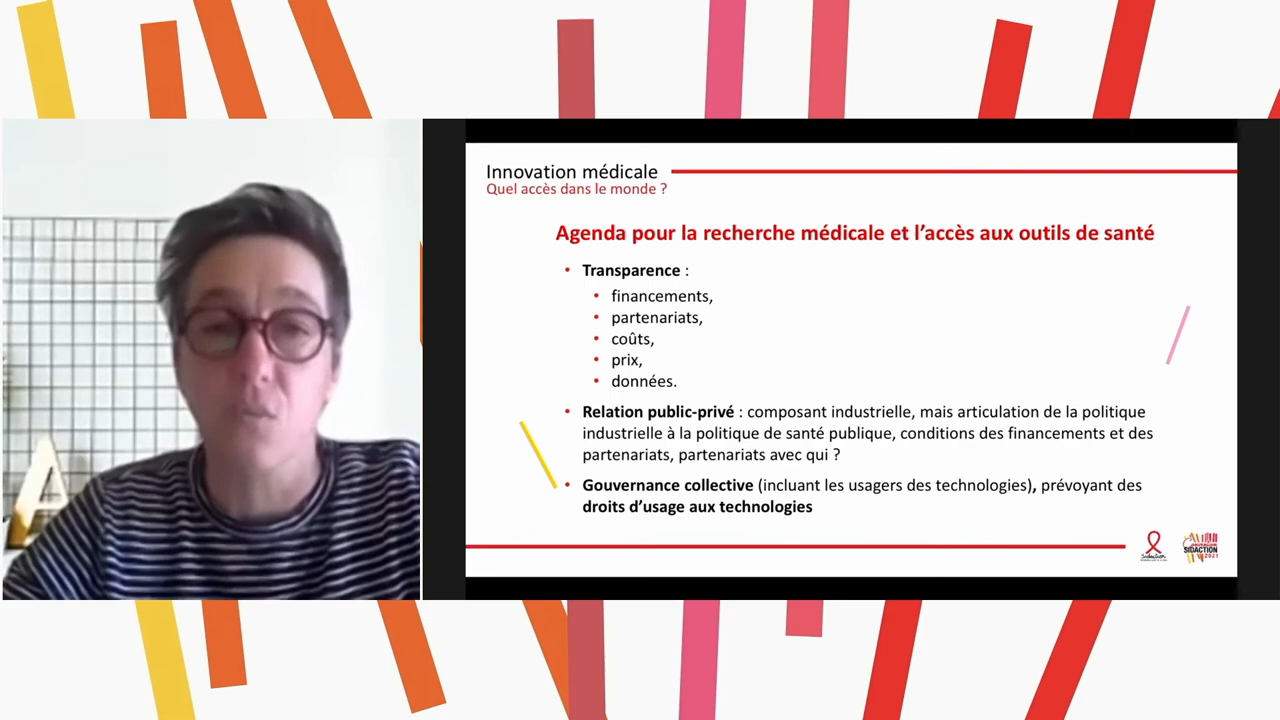 Innovation médicale
Quel accès dans le monde ?
Agenda pour la recherche médicale et l’accès aux outils de santé
• Transparence :
• financements,
• partenariats,
• coûts,
• prix,
• données.
• Relation public-privé : composant industrielle, mais articulation de la politique
industrielle à la politique de santé publique, conditions des financements et des
partenariats, partenariats avec qui ?
• Gouvernance collective (incluant les usagers des technologies), prévoyant des
droits d’usage aux technologies
A
Sidaction
SIDACTION
2021